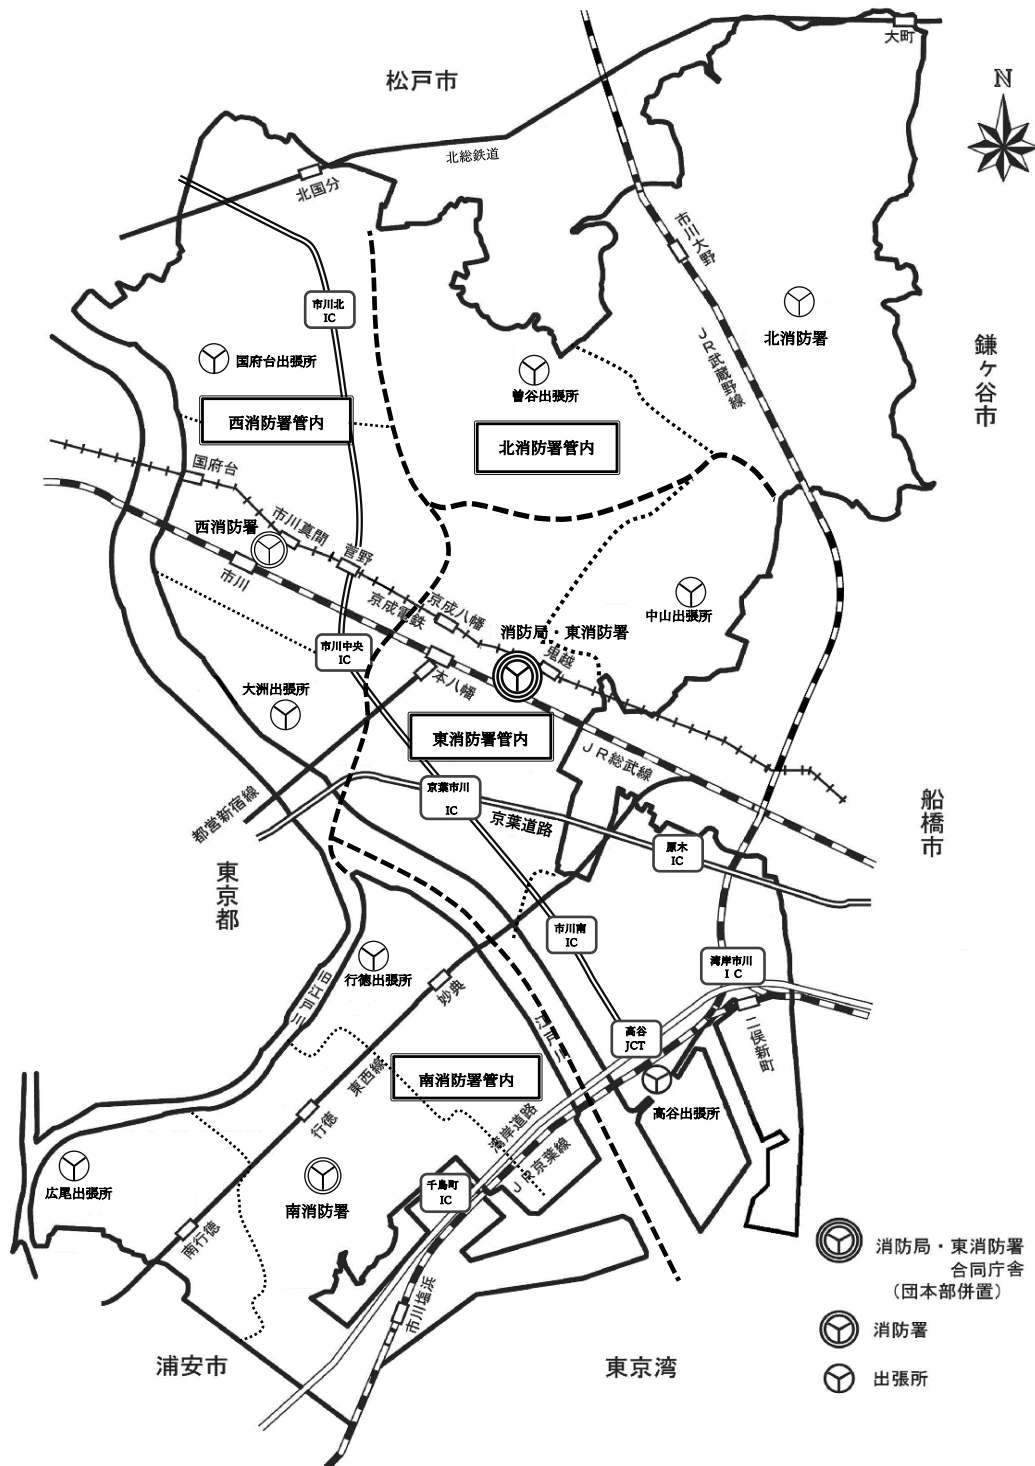 大町
松戸市
N
北総鉄道
北国分
市川大野
市川北
IC
北消防署
国府台出張所
JR武蔵野線
鎌ヶ谷市
曽谷出張所
西消防署管内
北消防署管内
国府台
西消防署
市川真間
菅野
市川
京成電鉄
京成八幡
中山出張所
消防局・東消防署
鬼越
市川中央
IC
本八幡
大洲出張所
東消防署管内
JR総武線
京葉市川
IC
都営新宿線
京葉道路
船橋市
原木
IC
東京都
市川南
IC
行徳出張所
旧江戸川
妙典
湾岸市川
IC
江戸川
高谷
JCT
二俣新町
東西線
南消防署管内
高谷出張所
行徳
湾岸道路
JR京葉線
広尾出張所
千鳥町
IC
南消防署
南行徳
消防局・東消防署
合同庁舎
(団本部併置)
市川塩浜
消防署
浦安市
東京湾
出張所